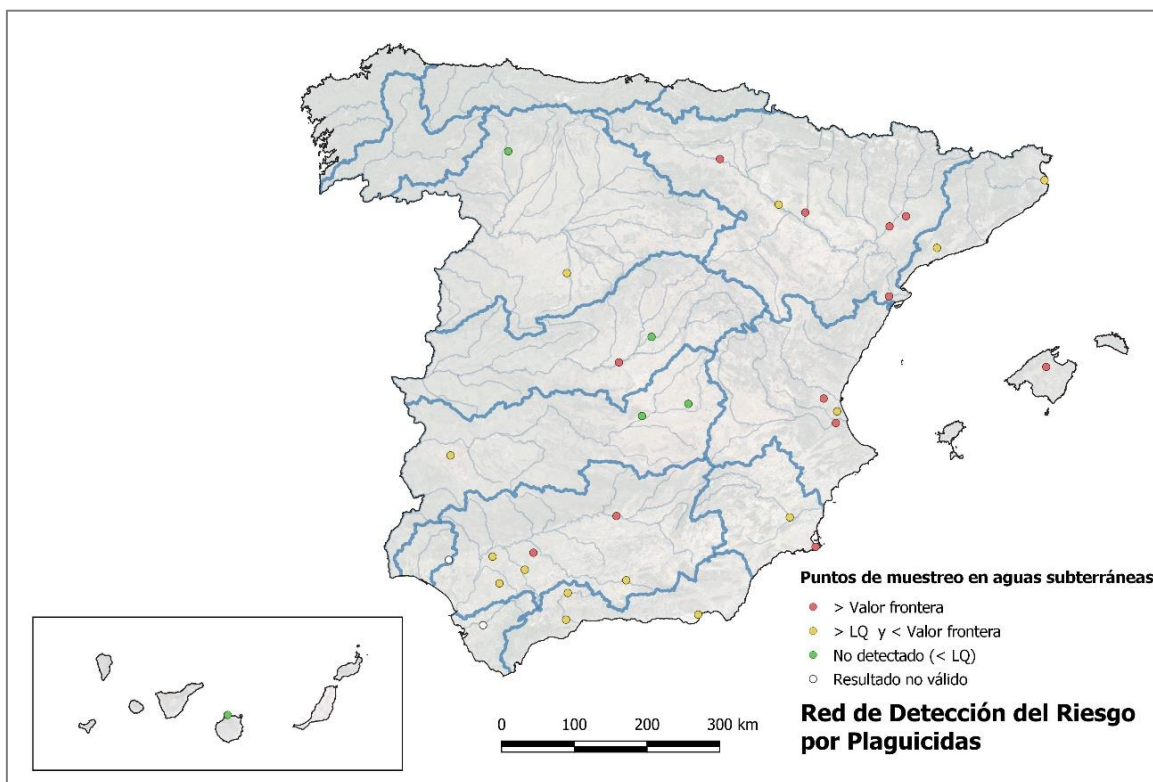 Puntos de muestreo en aguas subterráneas
> Valor frontera
> LQ y < Valor frontera
No detectado (< LQ)
Resultado no válido
Red de Detección del Riesgo
por Plaguicidas
0 100 200 300 km